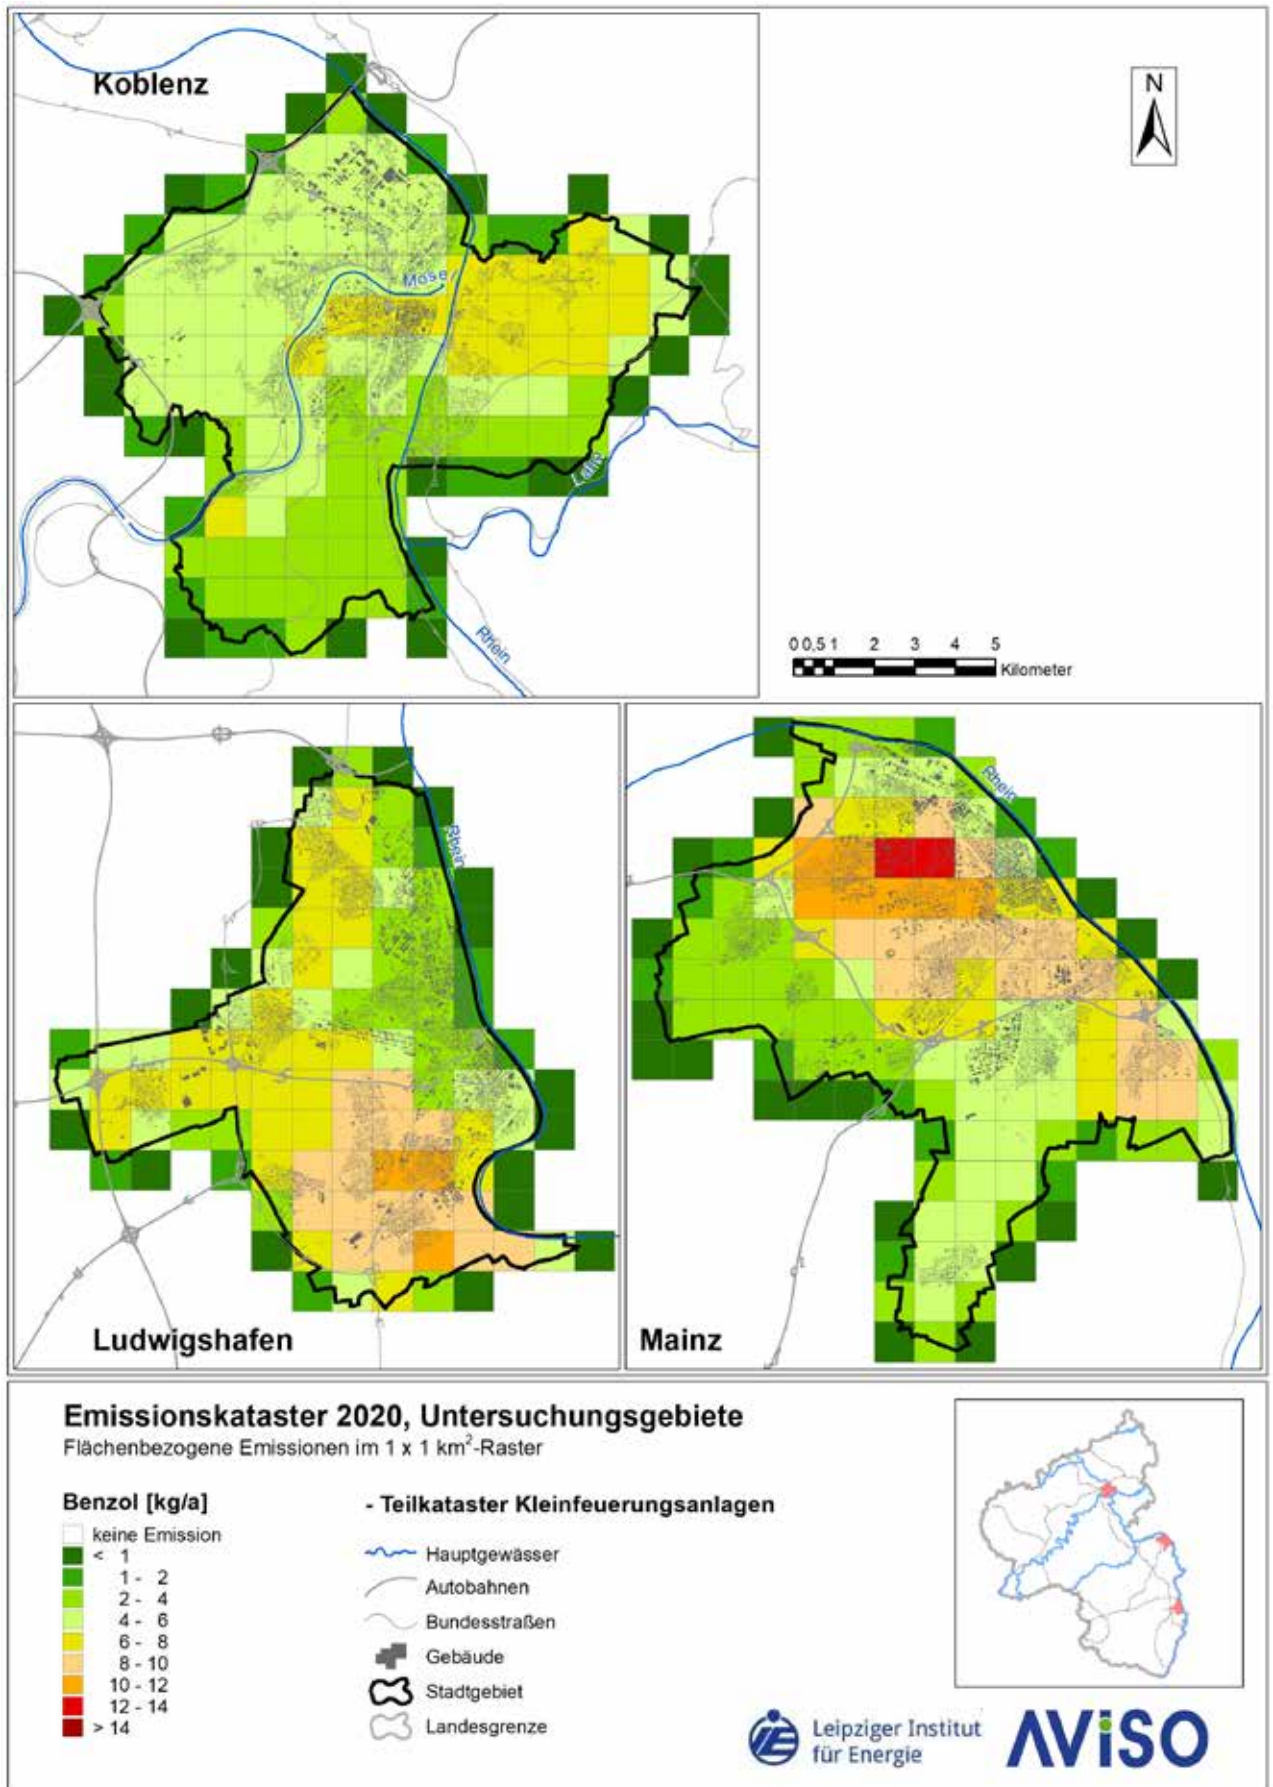 Koblenz
N
Mosel
Lahn
Rhein
0 0,5 1 2 3 4 5
Kilometer
Rhein
Ludwigshafen
Rhein
Mainz
Emissionskataster 2020, Untersuchungsgebiete
Flächenbezogene Emissionen im 1 x 1 km²-Raster
Benzol [kg/a]
keine Emission
< 1
1 - 2
2 - 4
4 - 6
6 - 8
8 - 10
10 - 12
12 - 14
> 14
- Teilkataster Kleinfeuerungsanlagen
Hauptgewässer
Autobahnen
Bundesstraßen
Gebäude
Stadtgebiet
Landesgrenze
Leipziger Institut
für Energie
AViSO